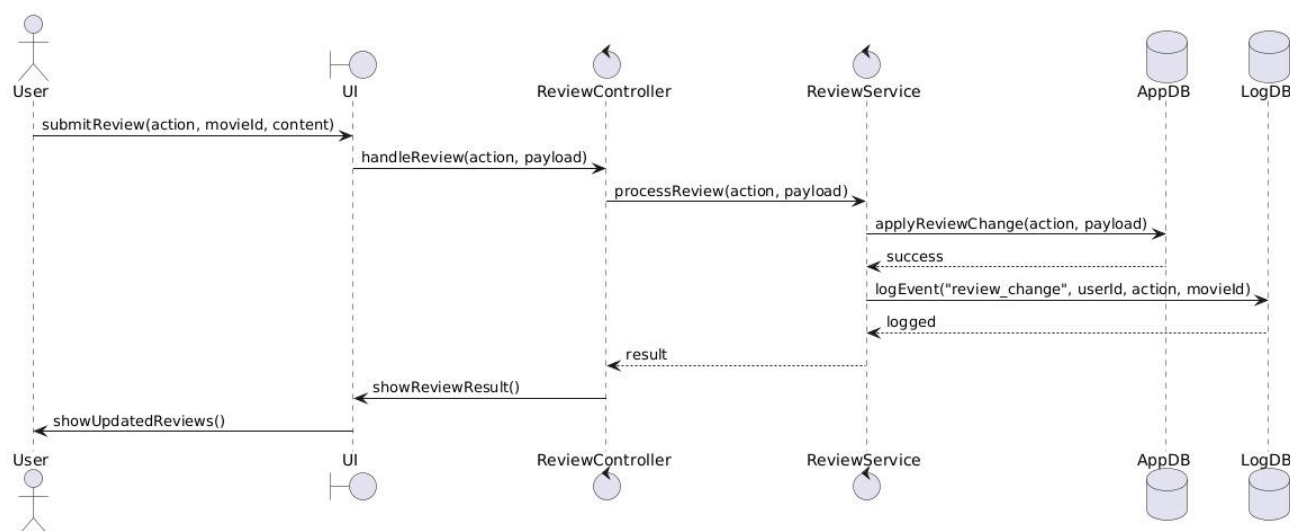 User
UI
ReviewController
ReviewService
AppDB
LogDB
submitReview(action, movieId, content)
handleReview(action, payload)
processReview(action, payload)
applyReviewChange(action, payload)
success
logEvent("review_change", userId, action, movieId)
logged
result
showReviewResult()
showUpdatedReviews()
User
UI
ReviewController
ReviewService
AppDB
LogDB